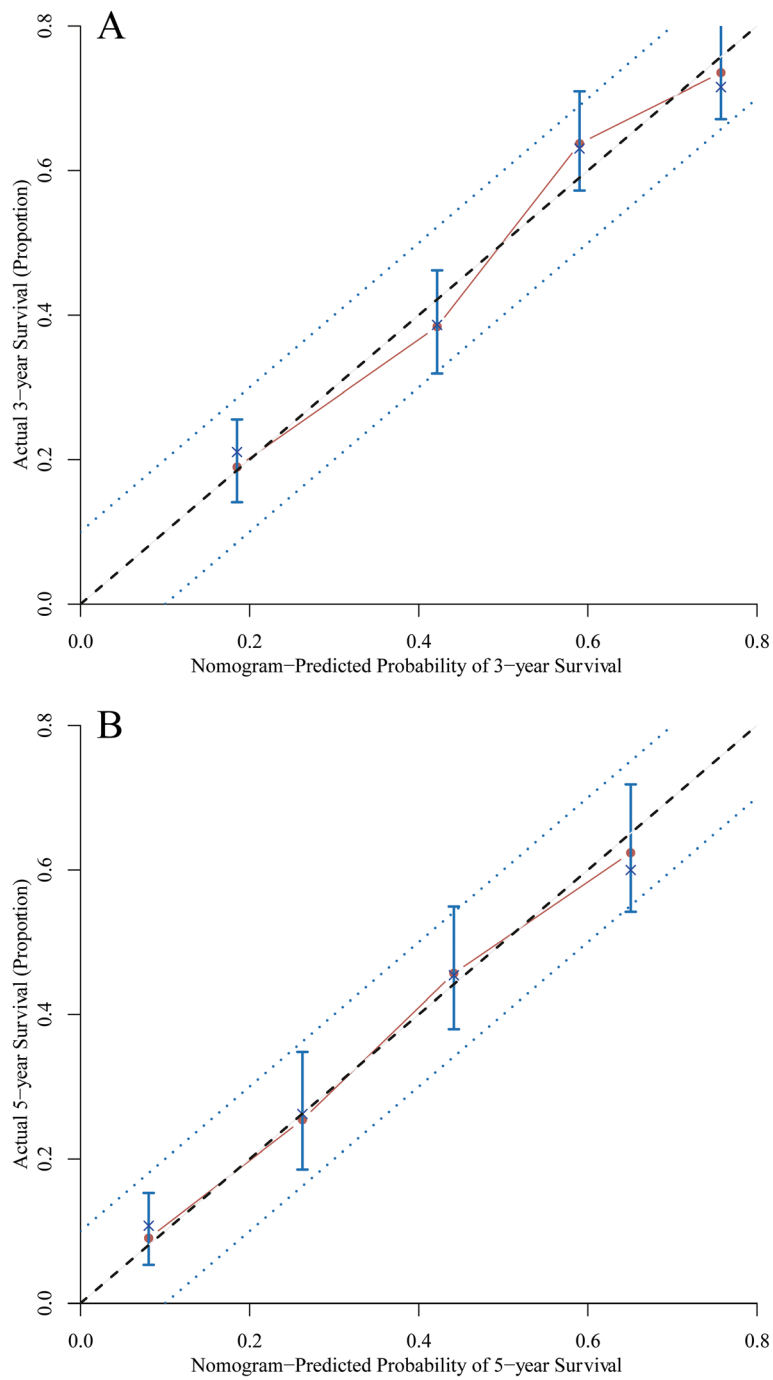 A
0.8
0.6
0.4
0.2
0.0
Actual 3−year Survival (Proportion)
0.0 0.2 0.4 0.6 0.8
Nomogram−Predicted Probability of 3−year Survival
B
0.8
0.6
0.4
0.2
0.0
Actual 5−year Survival (Proportion)
0.0 0.2 0.4 0.6 0.8
Nomogram−Predicted Probability of 5−year Survival